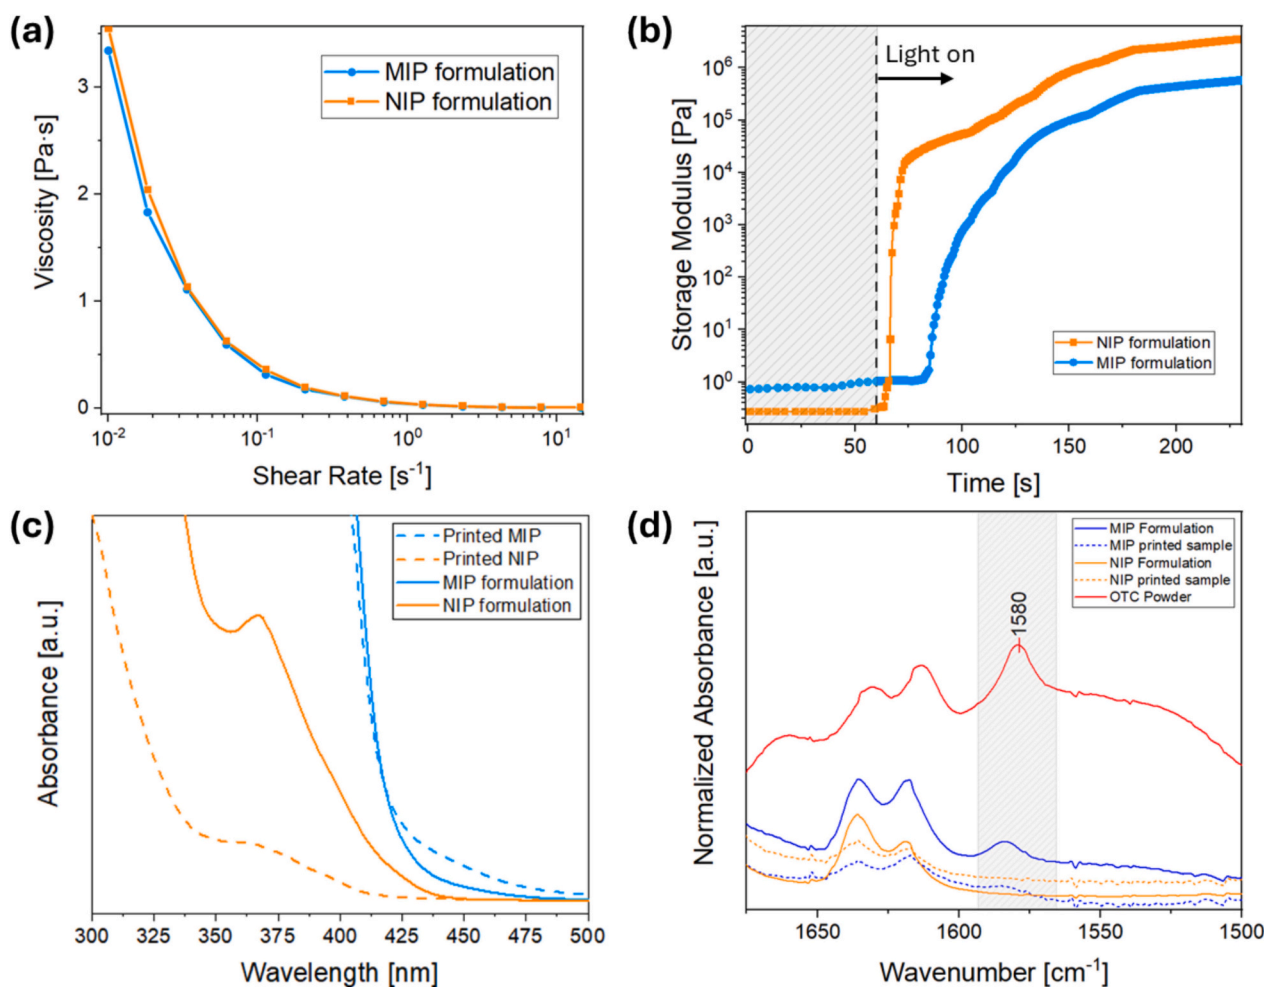 (a)
MIP formulation
NIP formulation
Viscosity [Pa·s]
3
2
1
0
10⁻²
10⁻¹
10⁰
10¹
Shear Rate [s⁻¹]
(b)
Light on
Storage Modulus [Pa]
10⁶
10⁵
10⁴
10³
10²
10¹
10⁰
NIP formulation
MIP formulation
0
50
100
150
200
Time [s]
(c)
Printed MIP
Printed NIP
MIP formulation
NIP formulation
Absorbance [a.u.]
300
325
350
375
400
425
450
475
500
Wavelength [nm]
(d)
MIP Formulation
MIP printed sample
NIP Formulation
NIP printed sample
OTC Powder
1580
Normalized Absorbance [a.u.]
1650
1600
1550
1500
Wavenumber [cm⁻¹]